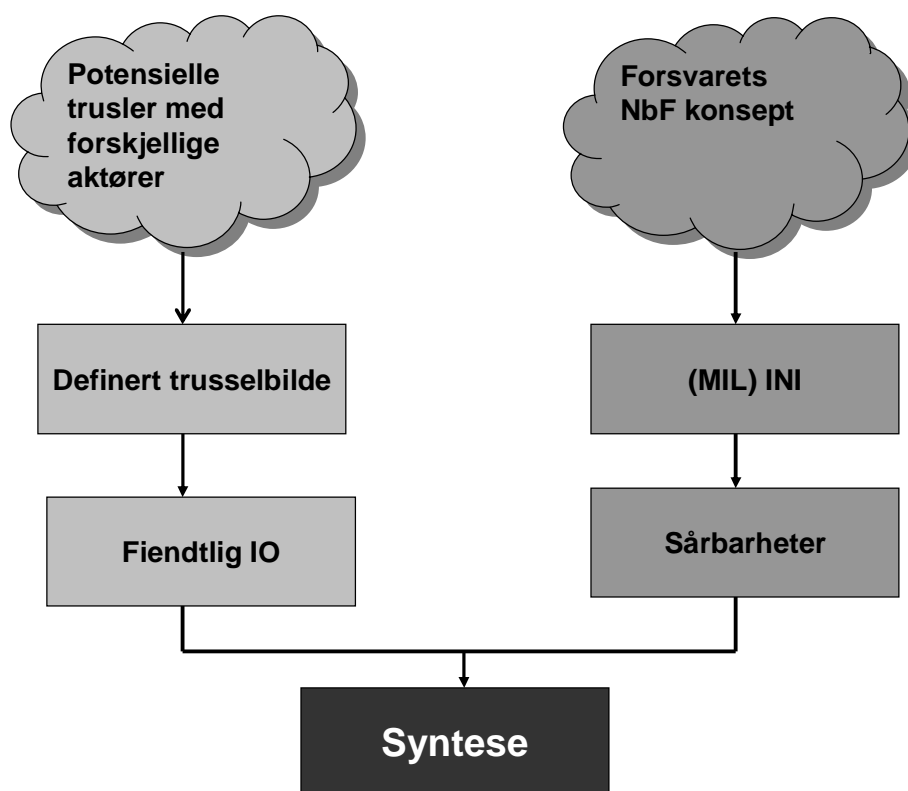 Potensielle
trusler med
forskjellige
aktører
Forsvarets
NbF konsept
Definert trusselbilde
(MIL) INI
Fiendtlig IO
Sårbarheter
Syntese